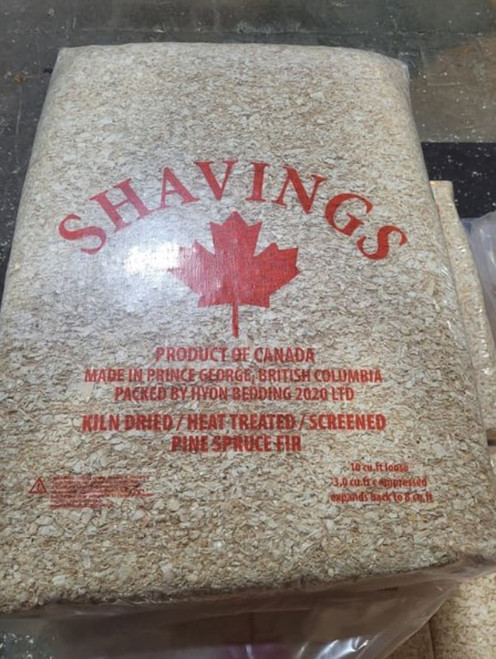 SHAVINGS
PRODUCT OF CANADA
MADE IN PRINCE GEORGE, BRITISH COLUMBIA
PACKED BY HYON BEDDING 2020 LTD
KILN DRIED / HEAT TREATED / SCREENED
PINE SPRUCE FIR
10 cu.ft loose
3.0 cu.ft compressed
expands back to 8 cu.ft